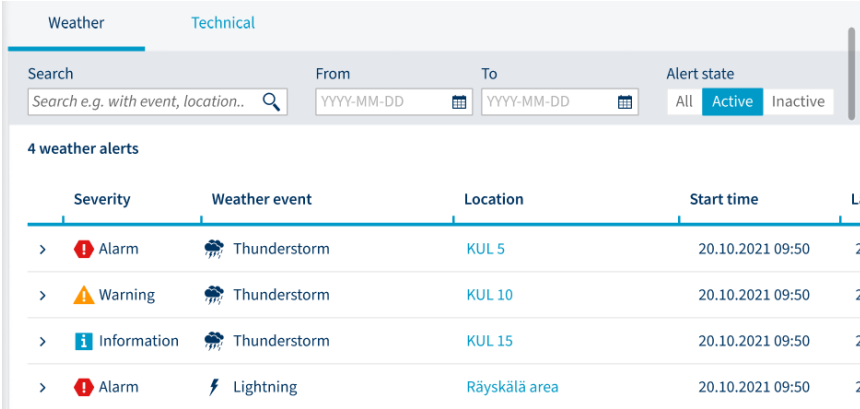 Weather Technical
Search From To Alert state
Search e.g. with event, location.. YYYY-MM-DD YYYY-MM-DD All Active Inactive
4 weather alerts
Severity Weather event Location Start time
Alarm Thunderstorm KUL 5 20.10.2021 09:50
Warning Thunderstorm KUL 10 20.10.2021 09:50
Information Thunderstorm KUL 15 20.10.2021 09:50
Alarm Lightning Räyskälä area 20.10.2021 09:50